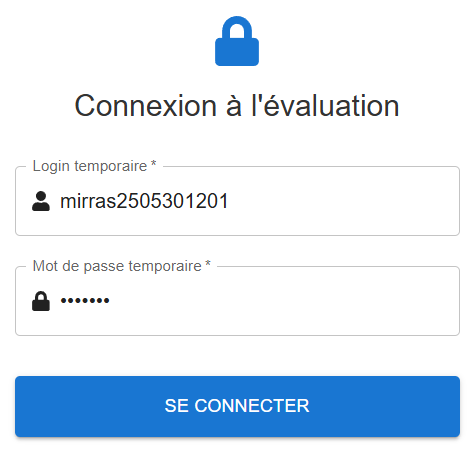 Connexion à l'évaluation
Login temporaire *
mirras2505301201
Mot de passe temporaire *
•••••••
SE CONNECTER